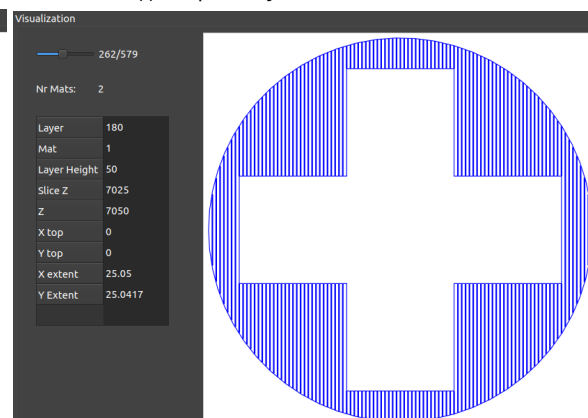 Visualization
262/579
Nr Mats: 2
Layer 180
Mat 1
Layer Height 50
Slice Z 7025
Z 7050
X top 0
Y top 0
X extent 25.05
Y Extent 25.0417